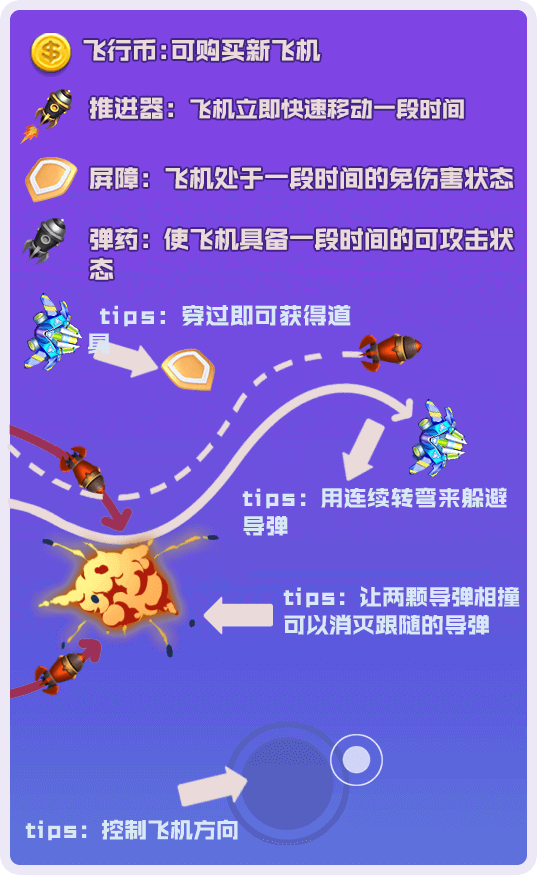 飞行币:可购买新飞机
推进器：飞机立即快速移动一段时间
屏障：飞机处于一段时间的免伤害状态
弹药：使飞机具备一段时间的可攻击状
态
tips：穿过即可获得道
具
tips：用连续转弯来躲避
导弹
tips：让两颗导弹相撞
可以消灭跟随的导弹
tips：控制飞机方向